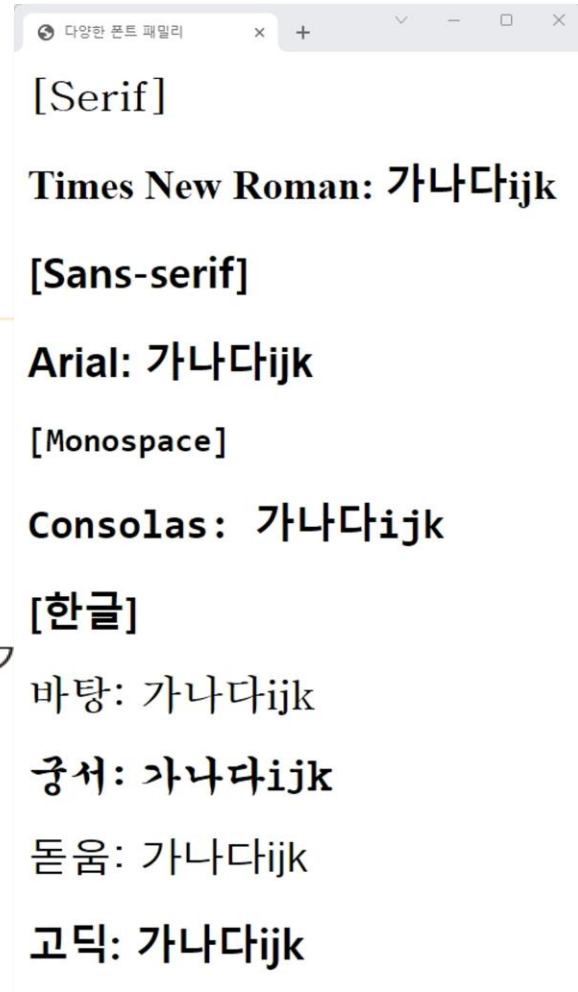 다양한 폰트 패밀리
[Serif]
Times New Roman: 가나다ijk
[Sans-serif]
Arial: 가나다ijk
[Monospace]
Consolas: 가나다ijk
[한글]
바탕: 가나다ijk
궁서: 가나다ijk
돋움: 가나다ijk
고딕: 가나다ijk